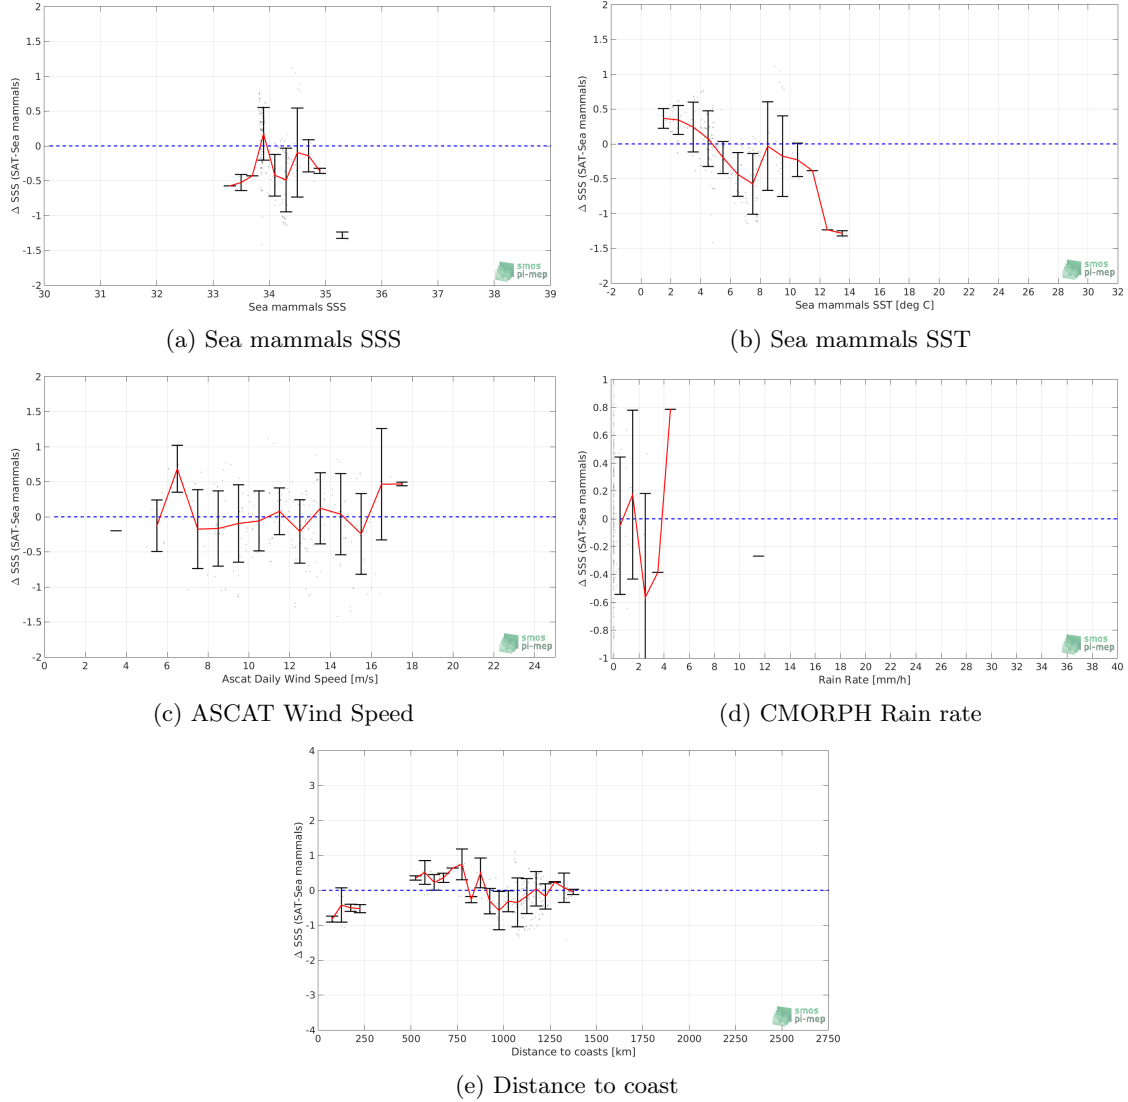 2
1.5
1
0.5
0
-0.5
-1
-1.5
-2
Δ SSS (SAT-Sea mammals)
30 31 32 33 34 35 36 37 38 39
Sea mammals SSS
smos
pi-mep
(a) Sea mammals SSS
2
1.5
1
0.5
0
-0.5
-1
-1.5
-2
Δ SSS (SAT-Sea mammals)
-2 0 2 4 6 8 10 12 14 16 18 20 22 24 26 28 30 32
Sea mammals SST [deg C]
smos
pi-mep
(b) Sea mammals SST
2
1.5
1
0.5
0
-0.5
-1
-1.5
-2
Δ SSS (SAT-Sea mammals)
0 2 4 6 8 10 12 14 16 18 20 22 24
Ascat Daily Wind Speed [m/s]
smos
pi-mep
(c) ASCAT Wind Speed
1
0.8
0.6
0.4
0.2
0
-0.2
-0.4
-0.6
-0.8
-1
Δ SSS (SAT-Sea mammals)
0 2 4 6 8 10 12 14 16 18 20 22 24 26 28 30 32 34 36 38 40
Rain Rate [mm/h]
smos
pi-mep
(d) CMORPH Rain rate
4
3
2
1
0
-1
-2
-3
-4
Δ SSS (SAT-Sea mammals)
0 250 500 750 1000 1250 1500 1750 2000 2250 2500 2750
Distance to coasts [km]
smos
pi-mep
(e) Distance to coast